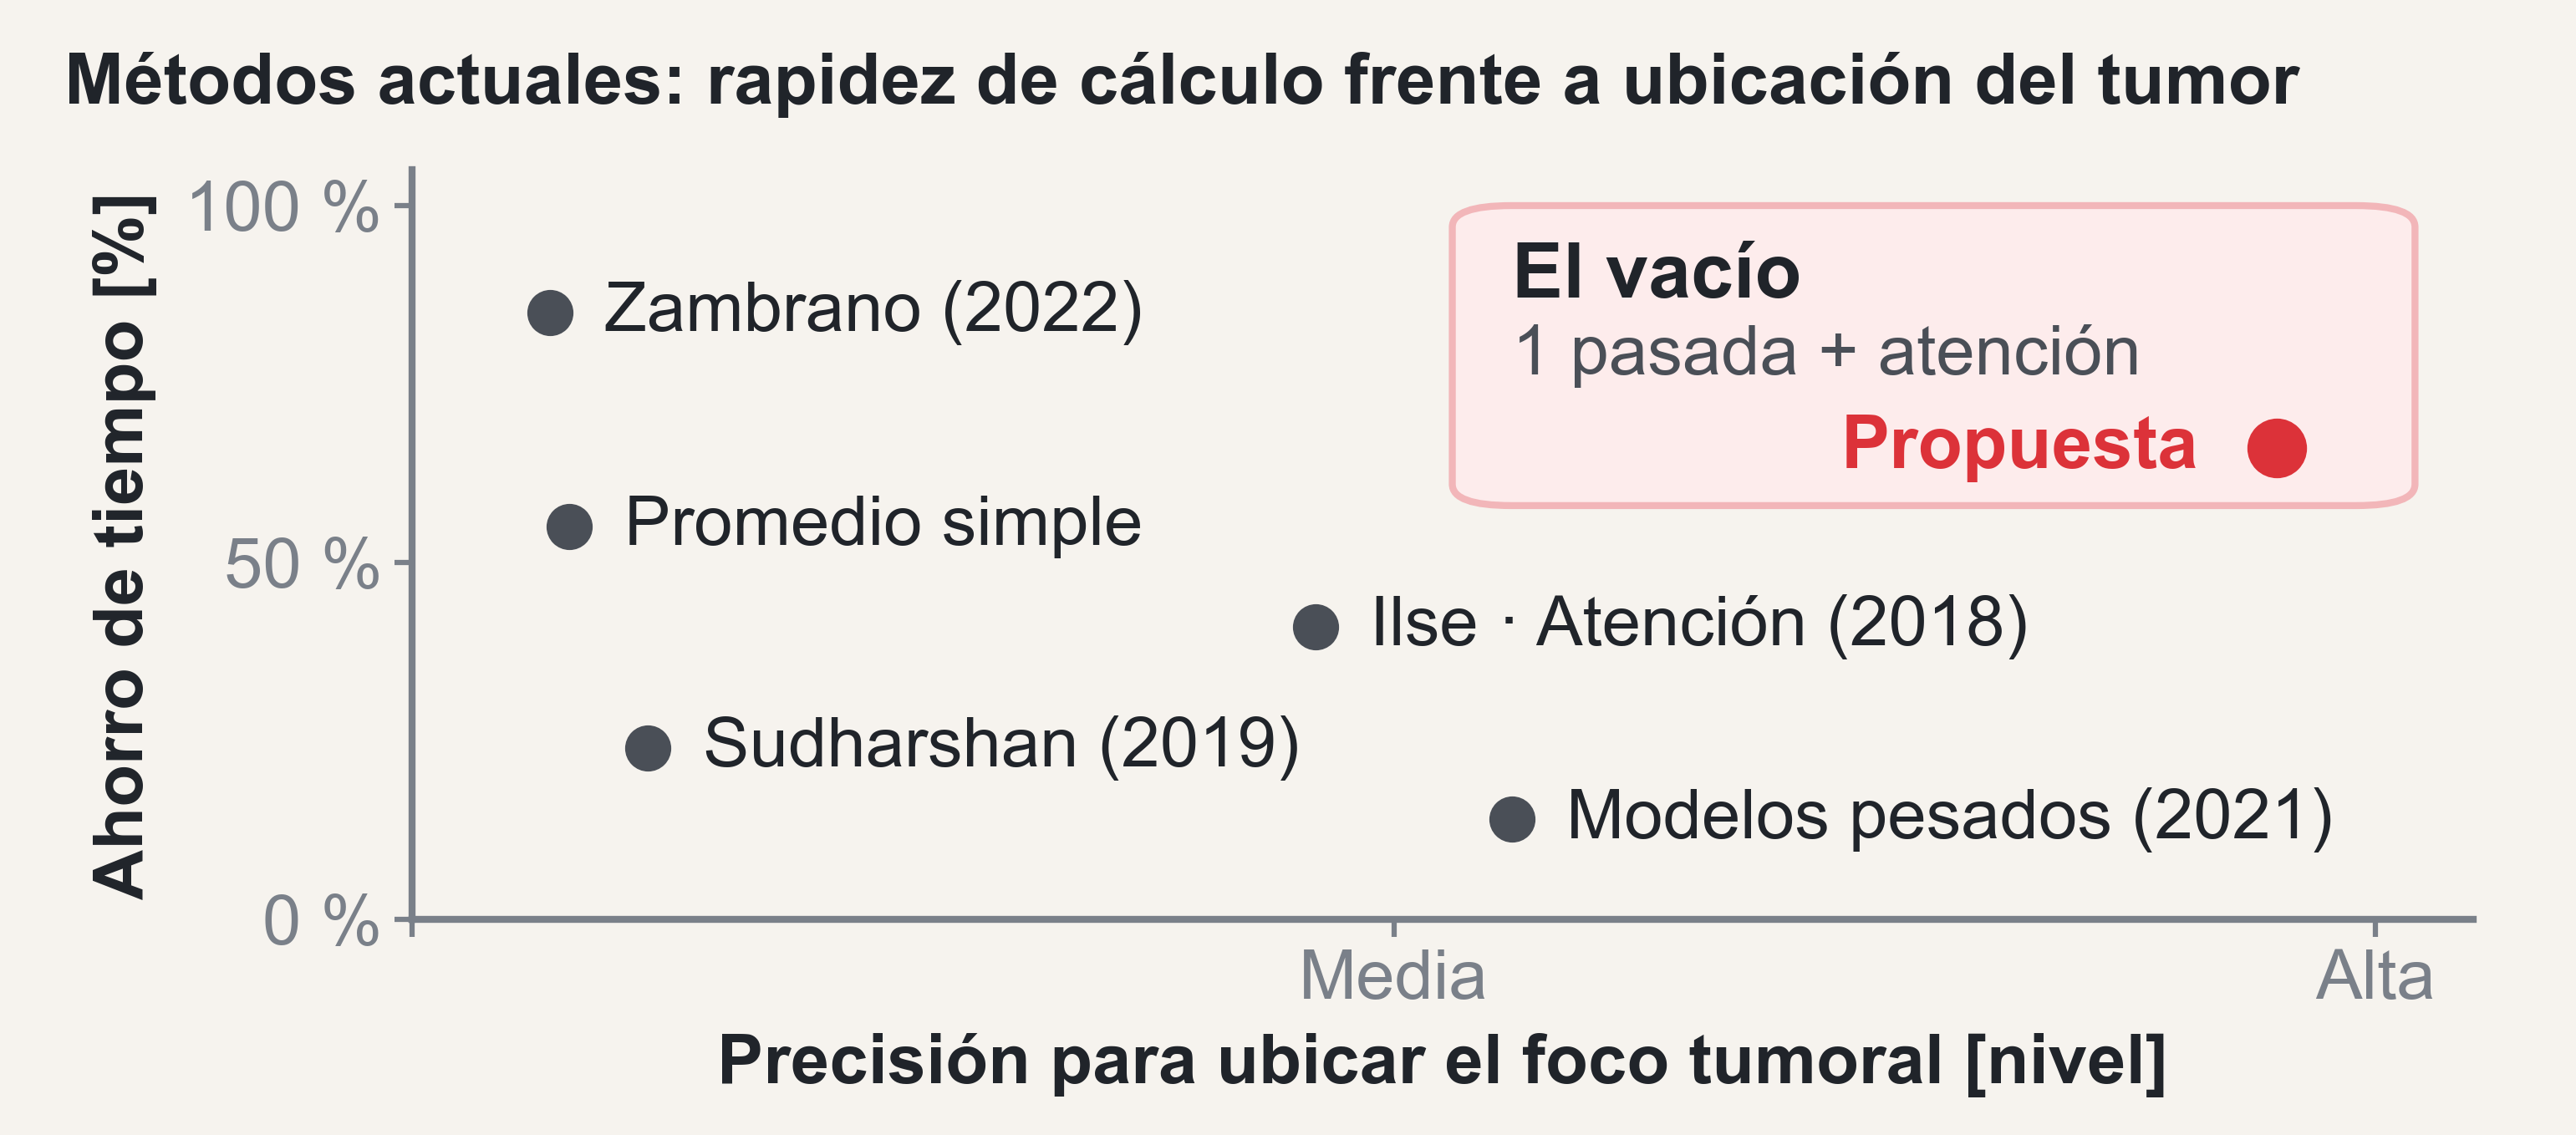 Métodos actuales: rapidez de cálculo frente a ubicación del tumor
Ahorro de tiempo [%]
100 %
50 %
0 %
Zambrano (2022)
Promedio simple
Sudharshan (2019)
Ilse · Atención (2018)
Modelos pesados (2021)
El vacío
1 pasada + atención
Propuesta
Media
Alta
Precisión para ubicar el foco tumoral [nivel]